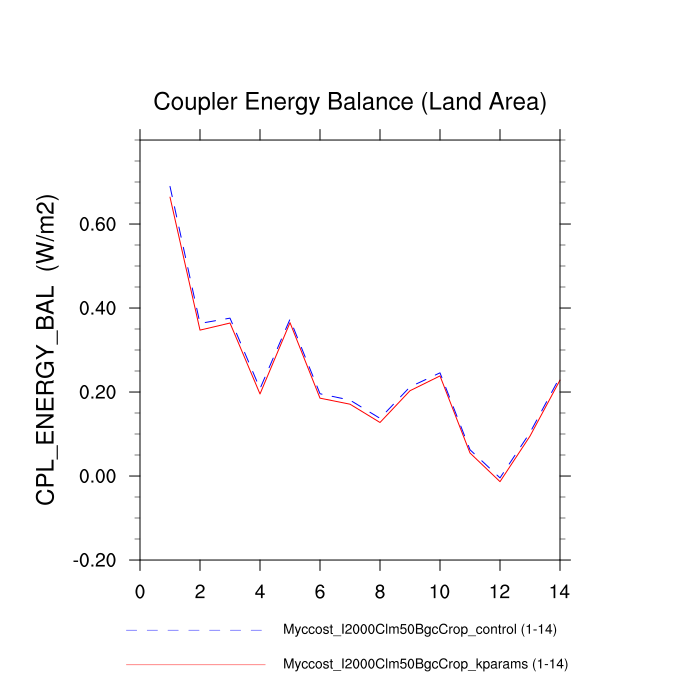 Coupler Energy Balance (Land Area)
CPL_ENERGY_BAL (W/m2)
0.60
0.40
0.20
0.00
-0.20
0 2 4 6 8 10 12 14
Myccost_I2000Clm50BgcCrop_control (1-14)
Myccost_I2000Clm50BgcCrop_kparams (1-14)